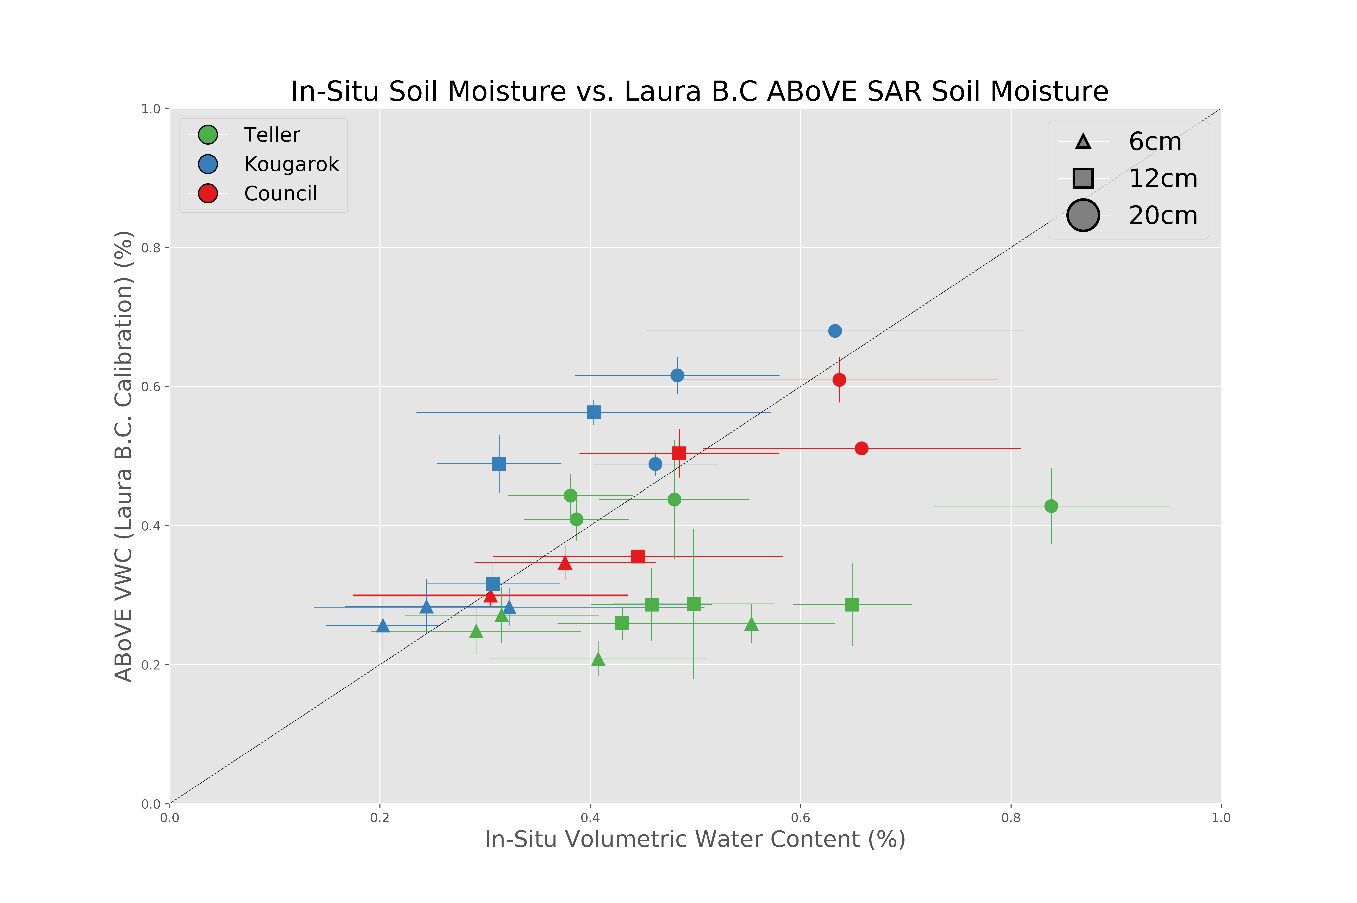 In-Situ Soil Moisture vs. Laura B.C ABoVE SAR Soil Moisture
Teller
Kougarok
Council
6cm
12cm
20cm
ABoVE VWC (Laura B.C. Calibration) (%)
1.0
0.8
0.6
0.4
0.2
0.0
0.0 0.2 0.4 0.6 0.8 1.0
In-Situ Volumetric Water Content (%)